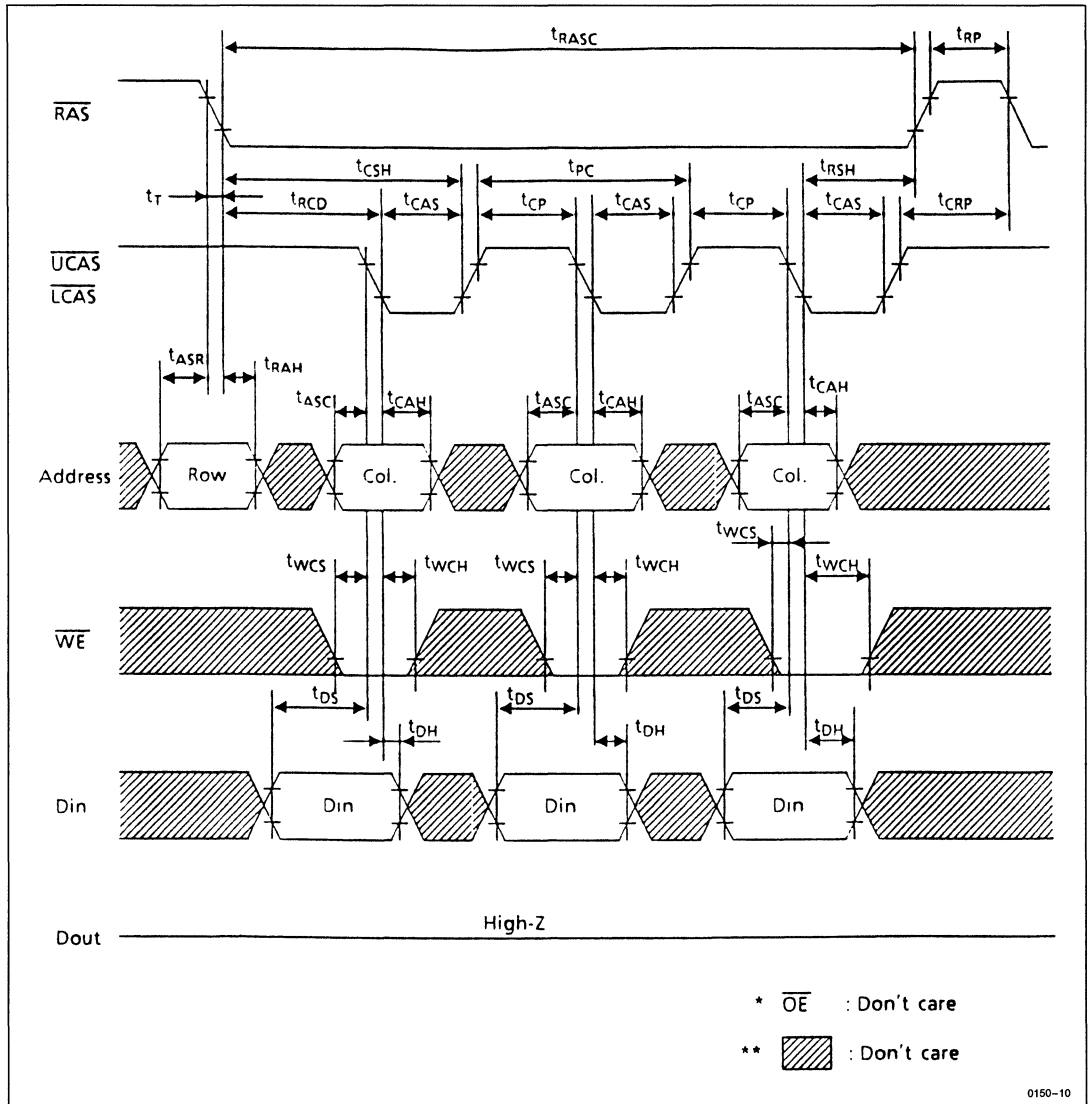 tRASC tRP
RAS
tCSH tPC tRSH
tT tRCD tCAS tCP tCAS tCP tCAS tCRP
UCAS
LCAS
tASR tRAH
tASC tCAH tASC tCAH tASC tCAH
Address Row Col. Col. Col.
tWCS
tWCS tWCH tWCS tWCH tWCH
WE
tDS tDS tDS
tDH tDH tDH
Din Din Din Din
High-Z
Dout
* OE : Don't care
** : Don't care
0150–10